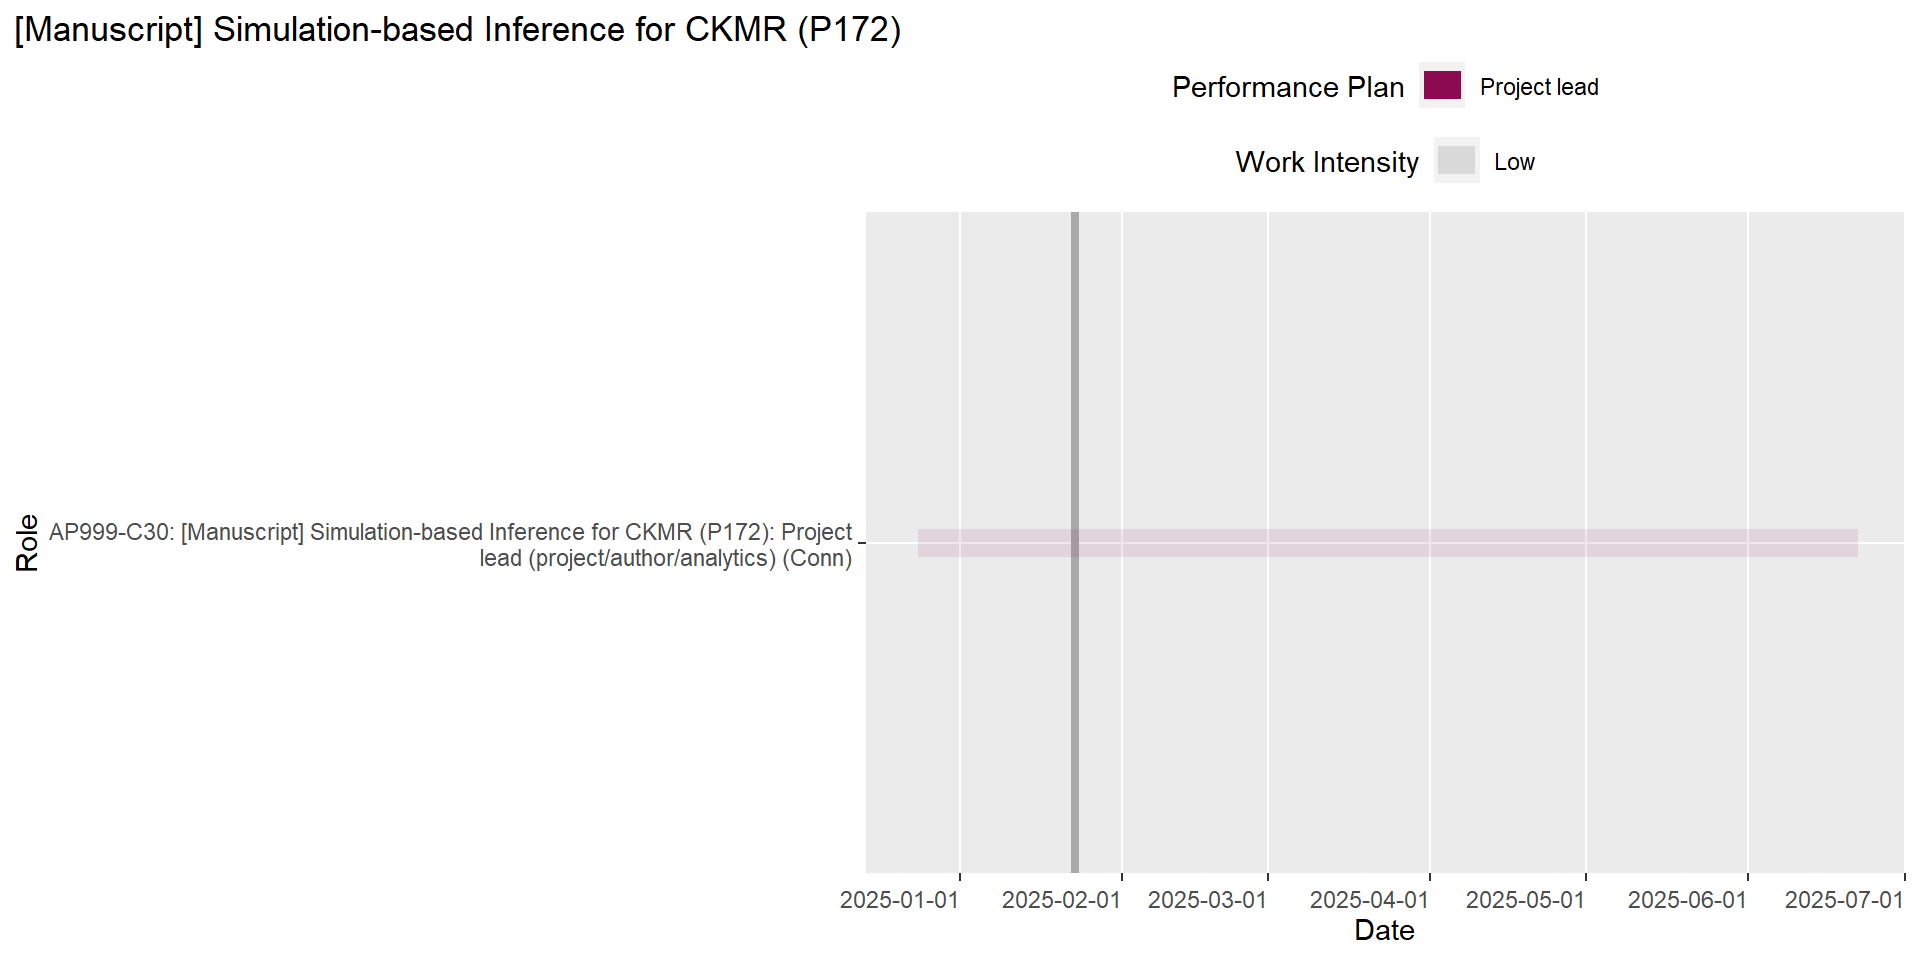 [Manuscript] Simulation-based Inference for CKMR (P172)
Performance Plan
Project lead
Work Intensity
Low
Role
AP999-C30: [Manuscript] Simulation-based Inference for CKMR (P172): Project
lead (project/author/analytics) (Conn)
2025-01-01
2025-02-01
2025-03-01
2025-04-01
2025-05-01
2025-06-01
2025-07-01
Date